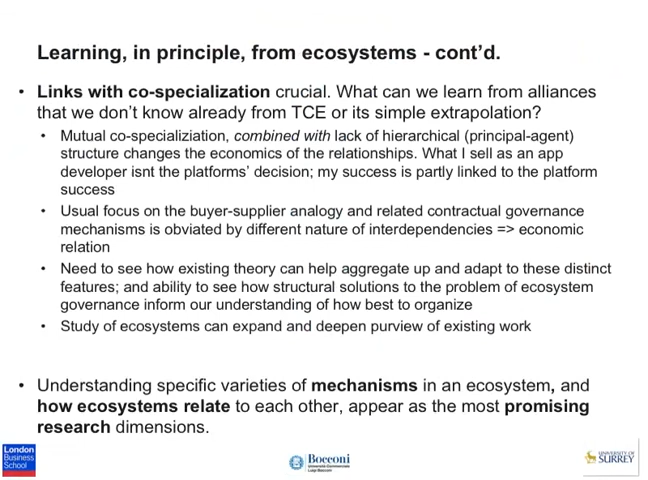 Learning, in principle, from ecosystems - cont’d.
• Links with co-specialization crucial. What can we learn from alliances
that we don’t know already from TCE or its simple extrapolation?
• Mutual co-specializiation, combined with lack of hierarchical (principal-agent)
structure changes the economics of the relationships. What I sell as an app
developer isnt the platforms’ decision; my success is partly linked to the platform
success
• Usual focus on the buyer-supplier analogy and related contractual governance
mechanisms is obviated by different nature of interdependencies => economic
relation
• Need to see how existing theory can help aggregate up and adapt to these distinct
features; and ability to see how structural solutions to the problem of ecosystem
governance inform our understanding of how best to organize
• Study of ecosystems can expand and deepen purview of existing work
• Understanding specific varieties of mechanisms in an ecosystem, and
how ecosystems relate to each other, appear as the most promising
research dimensions.
London
Business
School
Bocconi
Università Commerciale
Luigi Bocconi
UNIVERSITY OF
SURREY